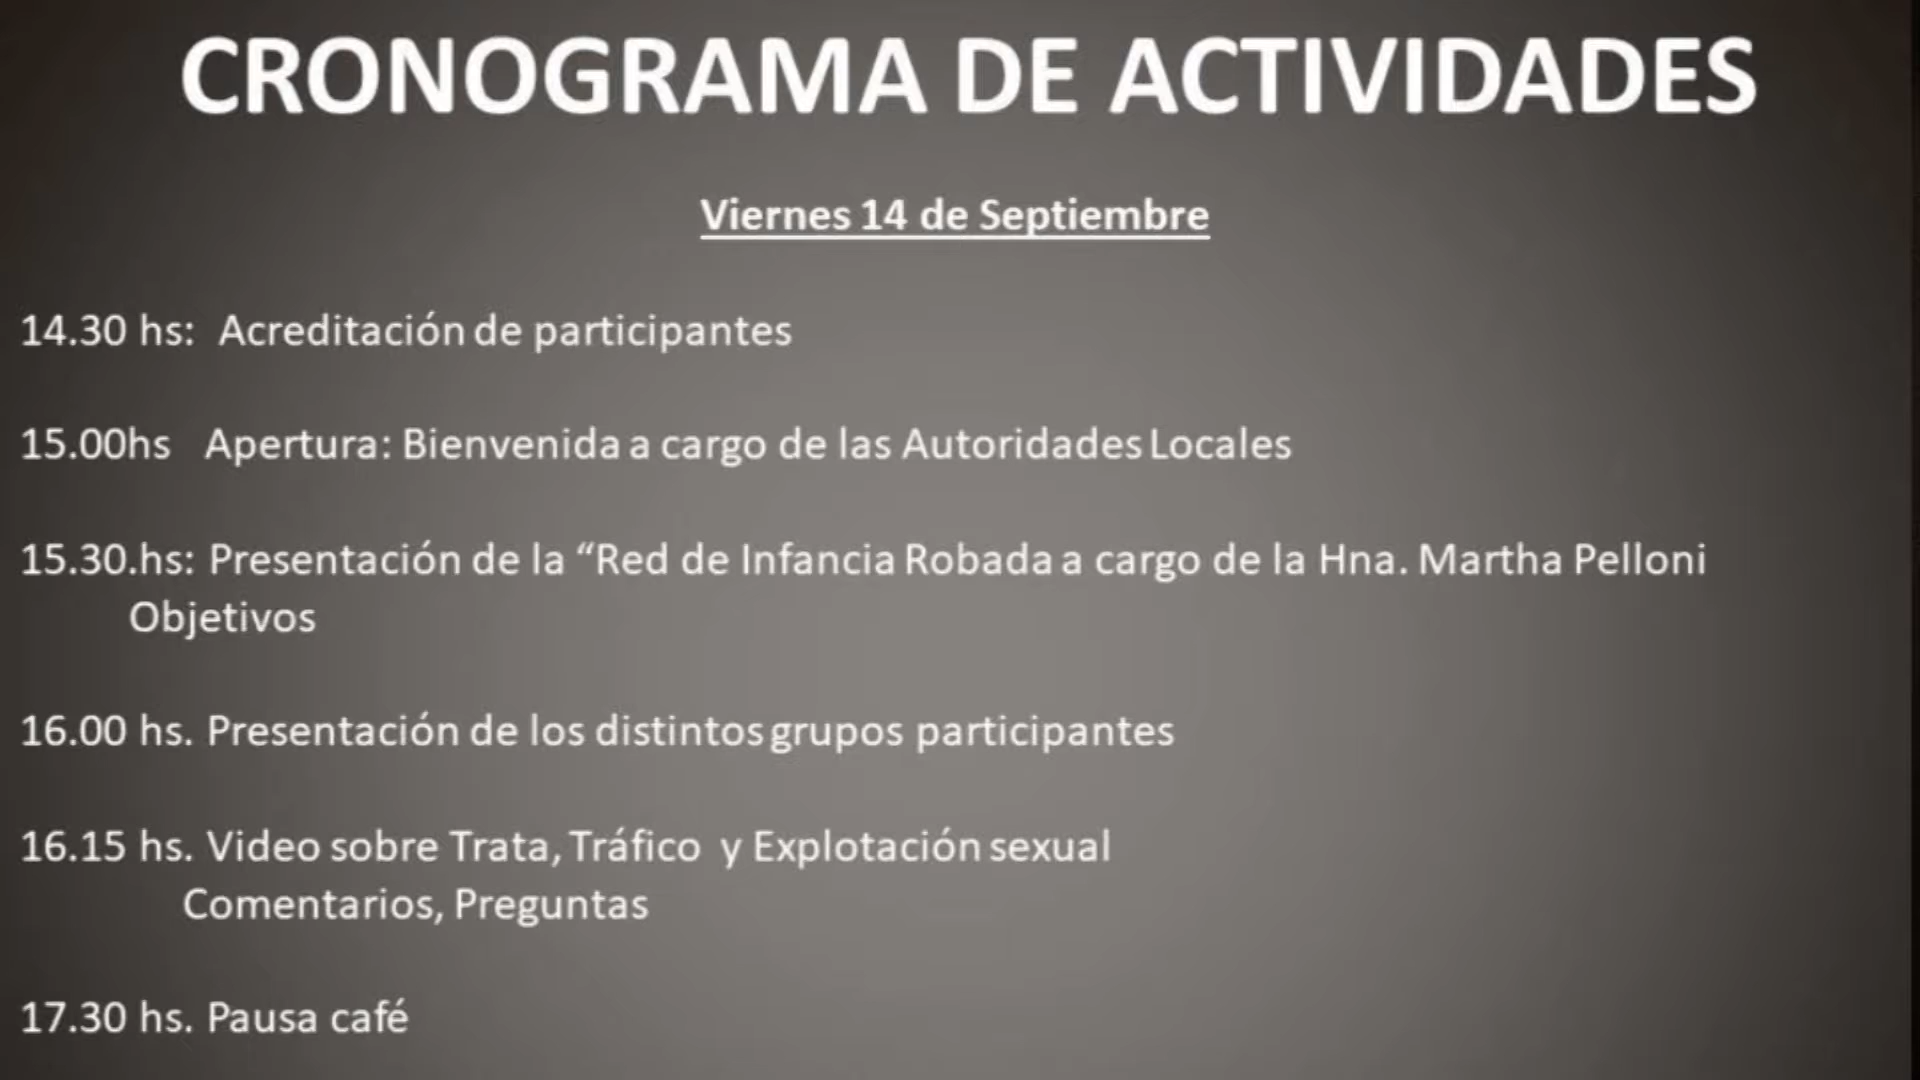 CRONOGRAMA DE ACTIVIDADES
Viernes 14 de Septiembre
14.30 hs: Acreditación de participantes
15.00hs Apertura: Bienvenida a cargo de las Autoridades Locales
15.30.hs: Presentación de la “Red de Infancia Robada a cargo de la Hna. Martha Pelloni
Objetivos
16.00 hs. Presentación de los distintos grupos participantes
16.15 hs. Video sobre Trata, Tráfico y Explotación sexual
Comentarios, Preguntas
17.30 hs. Pausa café